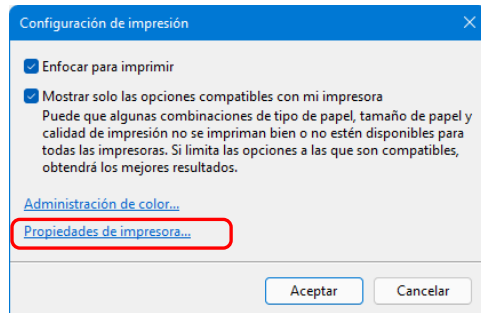 Configuración de impresión
Enfocar para imprimir
Mostrar solo las opciones compatibles con mi impresora
Puede que algunas combinaciones de tipo de papel, tamaño de papel y
calidad de impresión no se impriman bien o no estén disponibles para
todas las impresoras. Si limita las opciones a las que son compatibles,
obtendrá los mejores resultados.
Administración de color...
Propiedades de impresora...
Aceptar
Cancelar